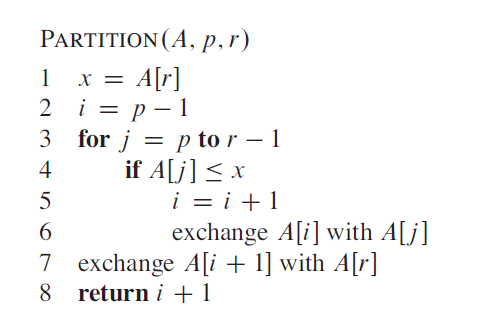 PARTITION(A, p, r)
1 x = A[r]
2 i = p − 1
3 for j = p to r − 1
4 if A[j] ≤ x
5 i = i + 1
6 exchange A[i] with A[j]
7 exchange A[i + 1] with A[r]
8 return i + 1